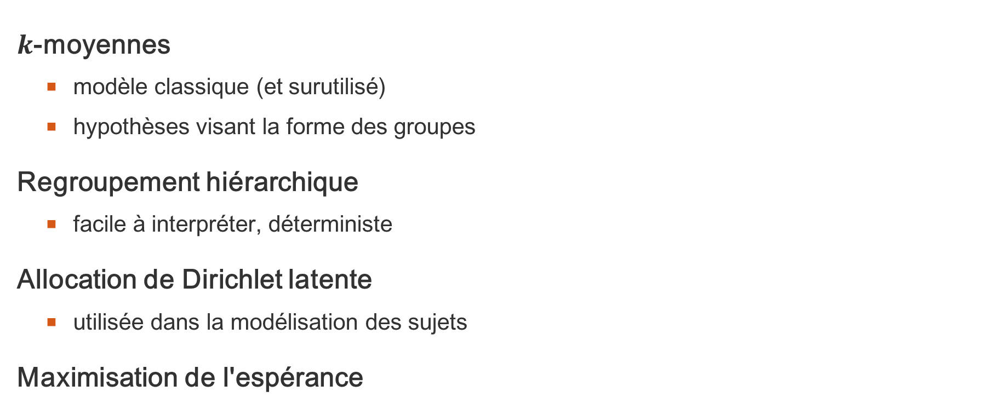 k-moyennes
▪ modèle classique (et surutilisé)
▪ hypothèses visant la forme des groupes
Regroupement hiérarchique
▪ facile à interpréter, déterministe
Allocation de Dirichlet latente
▪ utilisée dans la modélisation des sujets
Maximisation de l'espérance